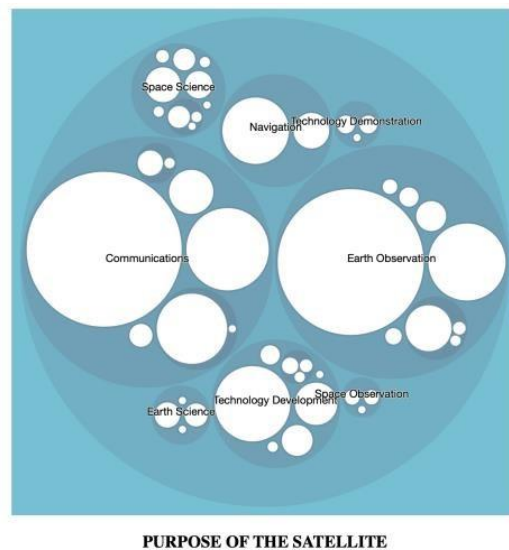 Space Science
Navigation
Technology Demonstration
Communications
Earth Observation
Technology Development
Space Observation
Earth Science
PURPOSE OF THE SATELLITE